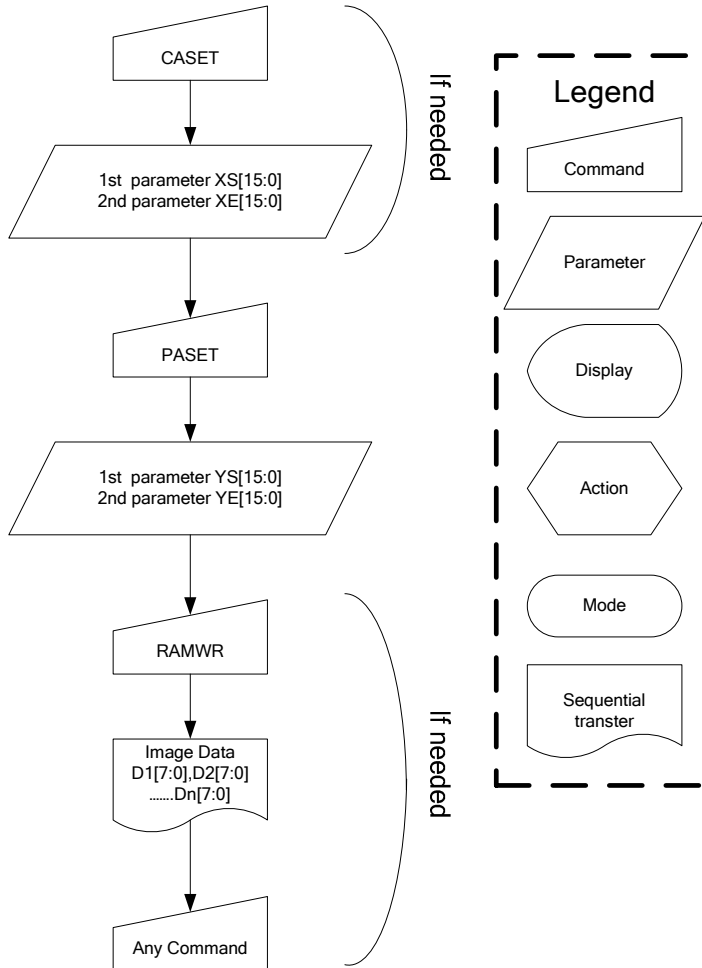 CASET
If needed
1st parameter XS[15:0]
2nd parameter XE[15:0]
PASET
1st parameter YS[15:0]
2nd parameter YE[15:0]
RAMWR
If needed
Image Data
D1[7:0],D2[7:0]
.......Dn[7:0]
Any Command
Legend
Command
Parameter
Display
Action
Mode
Sequential
transter